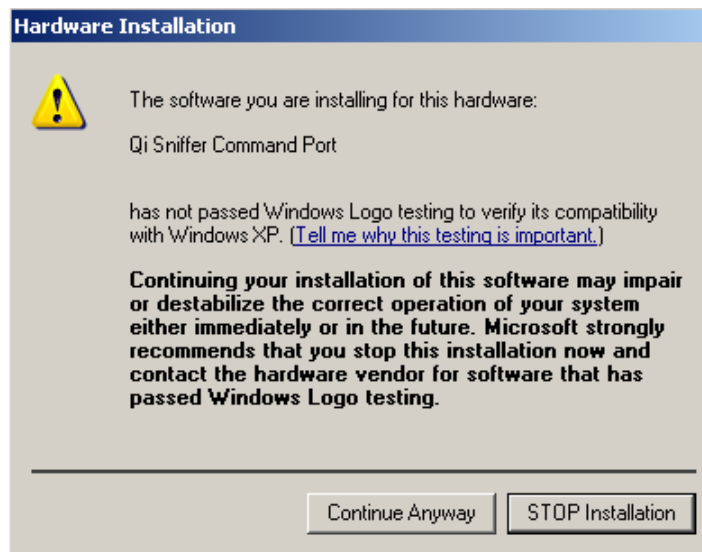 Hardware Installation
The software you are installing for this hardware:
Qi Sniffer Command Port
has not passed Windows Logo testing to verify its compatibility
with Windows XP. (Tell me why this testing is important.)
Continuing your installation of this software may impair
or destabilize the correct operation of your system
either immediately or in the future. Microsoft strongly
recommends that you stop this installation now and
contact the hardware vendor for software that has
passed Windows Logo testing.
Continue Anyway STOP Installation